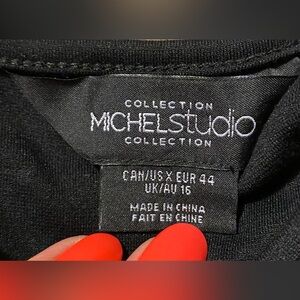 COLLECTION
MICHELSTUDIO
COLLECTION
CAN/US X EUR 44
UK/AU 16
MADE IN CHINA
FAIT EN CHINE